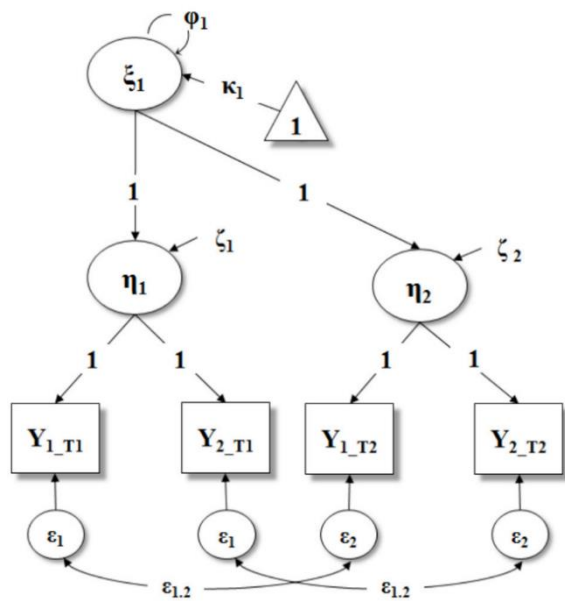 φ₁
ξ₁
κ₁
1
1
1
ζ₁
ζ ₂
η₁
η₂
1
1
1
1
Y₁_T1
Y₂_T1
Y₁_T2
Y₂_T2
ε₁
ε₁
ε₂
ε₂
ε₁.₂
ε₁.₂